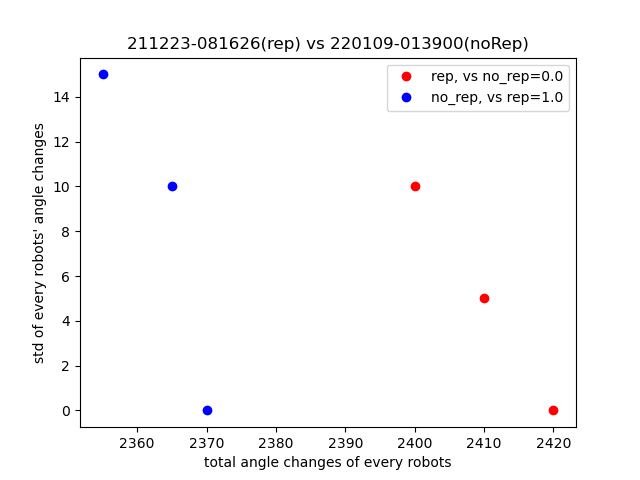 211223-081626(rep) vs 220109-013900(noRep)
rep, vs no_rep=0.0
no_rep, vs rep=1.0
std of every robots' angle changes
14
12
10
8
6
4
2
0
2360 2370 2380 2390 2400 2410 2420
total angle changes of every robots